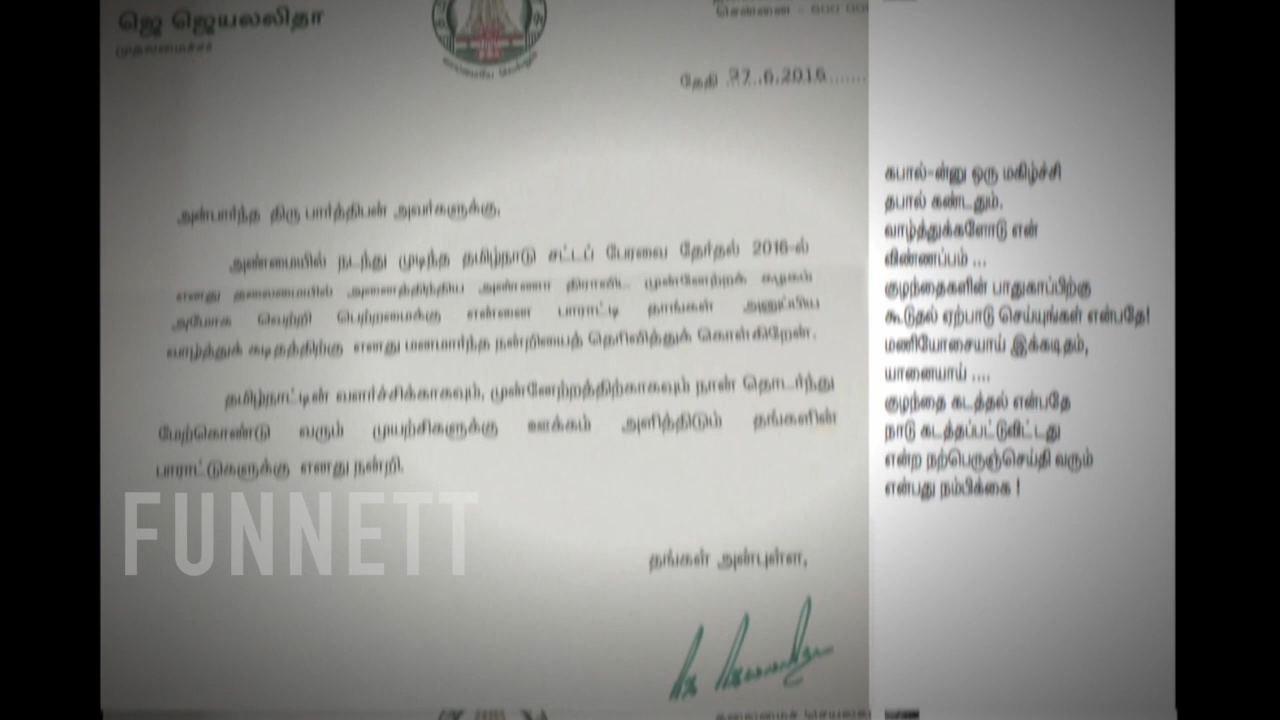 ஜெ ஜெயலலிதா
முதலமைச்சர்
சென்னை - 600 00
தேதி 27.6.2016
அன்பார்ந்த திரு பார்த்திபன் அவர்களுக்கு,
அண்மையில் நடந்து முடிந்த தமிழ்நாடு சட்டப் பேரவை தேர்தல் 2016-ல்
எனது தலைமையில் அனைத்திந்திய அண்ணா திராவிட முன்னேற்றக் கழகம்
அமோக வெற்றி பெற்றமைக்கு என்னை பாராட்டி தாங்கள் அனுப்பிய
வாழ்த்துக் கடிதத்திற்கு எனது மனமார்ந்த நன்றியைத் தெரிவித்துக் கொள்கிறேன்.
தமிழ்நாட்டின் வளர்ச்சிக்காகவும், முன்னேற்றத்திற்காகவும் நான் தொடர்ந்து
மேற்கொண்டு வரும் முயற்சிகளுக்கு ஊக்கம் அளித்திடும் தங்களின்
பாராட்டுகளுக்கு எனது நன்றி.
தங்கள் அன்புள்ள,
கபால்-ன்னு ஒரு மகிழ்ச்சி
தபால் கண்டதும்.
வாழ்த்துக்களோடு என்
விண்ணப்பம் ...
குழந்தைகளின் பாதுகாப்பிற்கு
கூடுதல் ஏற்பாடு செய்யுங்கள் என்பதே!
மணியோசையாய் இக்கடிதம்,
யானையாய் ....
குழந்தை கடத்தல் என்பதே
நாடு கடத்தப்பட்டுவிட்டது
என்ற நற்பெருஞ்செய்தி வரும்
என்பது நம்பிக்கை !
FUNNETT